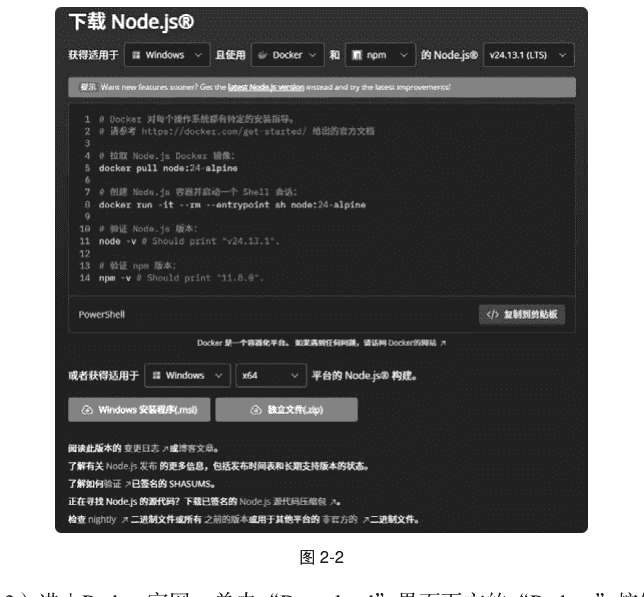 下载 Node.js®
获得适用于 Windows 且使用 Docker 和 npm 的 Node.js® v24.13.1 (LTS)
提示 Want new features sooner? Get the latest Node.js version instead and try the latest improvements!
1 # Docker 对每个操作系统都有特定的安装指导。
2 # 请参考 https://docker.com/get-started/ 给出的官方文档
3
4 # 拉取 Node.js Docker 镜像：
5 docker pull node:24-alpine
6
7 # 创建 Node.js 容器并启动一个 Shell 会话：
8 docker run -it --rm --entrypoint sh node:24-alpine
9
10 # 验证 Node.js 版本：
11 node -v # Should print "v24.13.1".
12
13 # 验证 npm 版本：
14 npm -v # Should print "11.8.0".
PowerShell </> 复制到剪贴板
Docker 是一个容器化平台。 如果遇到任何问题，请访问 Docker的网站 ↗
或者获得适用于 Windows x64 平台的 Node.js® 构建。
Windows 安装程序(.msi) 独立文件(.zip)
阅读此版本的 变更日志 ↗ 或博客文章。
了解有关 Node.js 发布 的更多信息，包括发布时间表和长期支持版本的状态。
了解如何验证 ↗ 已签名的 SHASUMS。
正在寻找 Node.js 的源代码？下载已签名的 Node.js 源代码压缩包 ↗。
检查 nightly ↗ 二进制文件或所有 之前的版本或用于其他平台的 非官方的 ↗ 二进制文件。
图 2-2